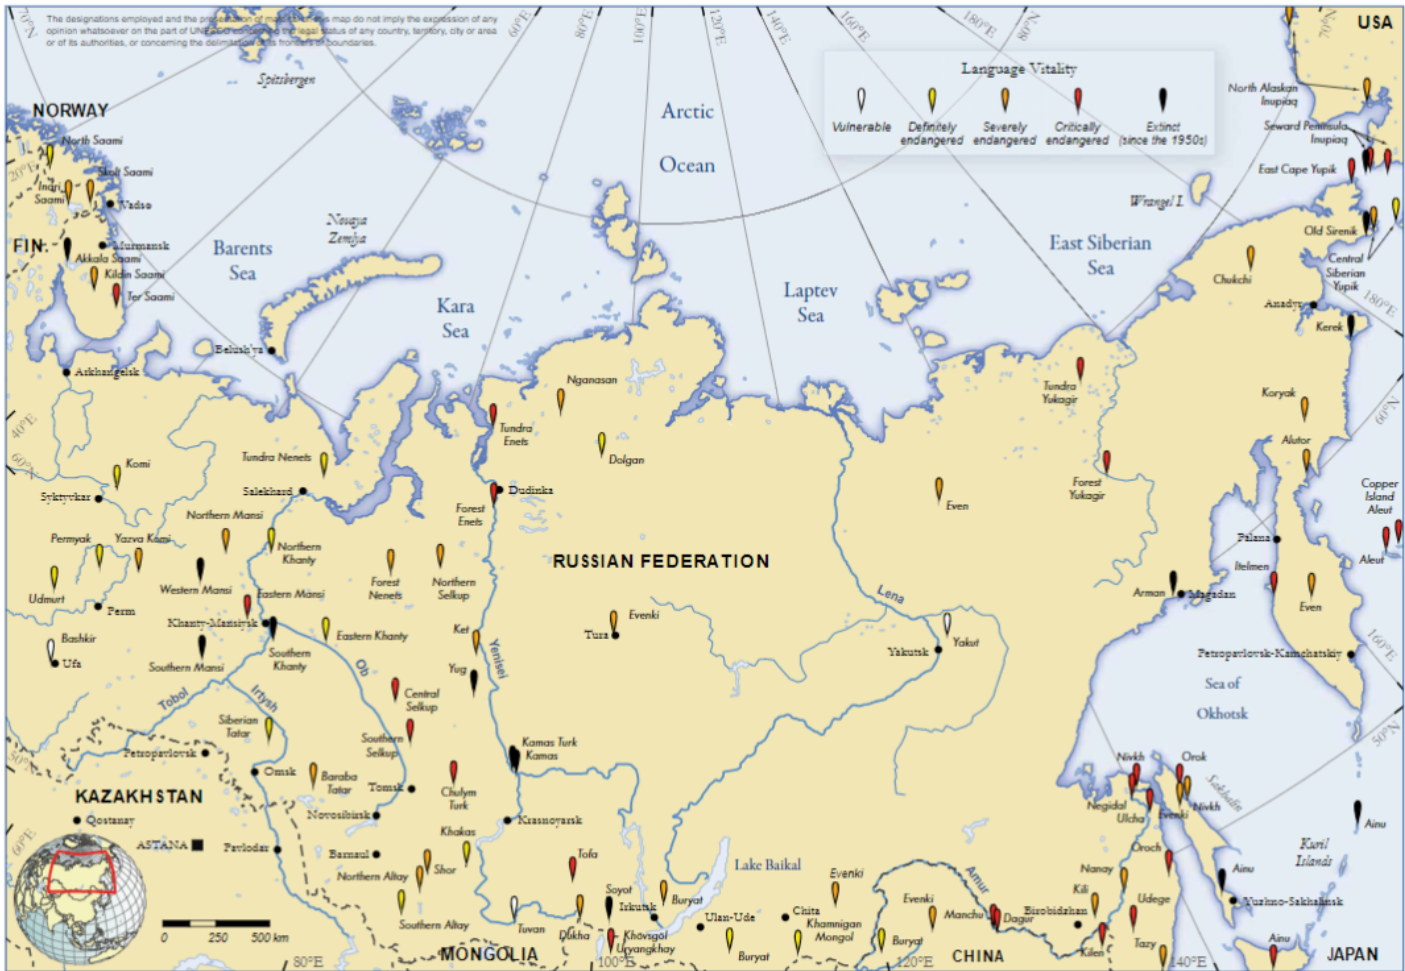 The designations employed and the presentation of material on this map do not imply the expression of any
opinion whatsoever on the part of UNESCO concerning the legal status of any country, territory, city or area
or of its authorities, or concerning the delimitation of its frontiers or boundaries.
70°N
60°E
80°E
100°E
120°E
140°E
160°E
180°E
80°N
70°N
USA
Spitsbergen
Arctic
Ocean
Language Vitality
Vulnerable
Definitely
endangered
Severely
endangered
Critically
endangered
Extinct
(since the 1950s)
North Alaskan
Inupiaq
Seward Peninsula
Inupiaq
East Cape Yupik
Wrangel I.
Old Sirenik
Central
Siberian
Yupik
180°E
NORWAY
North Saami
20°E
Inari
Saami
Skolt Saami
Vadsø
FIN.
Murmansk
Akkala Saami
Kildin Saami
Ter Saami
Barents
Sea
Novaya
Zemlya
Kara
Sea
Laptev
Sea
East Siberian
Sea
Chukchi
Anadyr
Kerek
Belush'ya
Arkhangelsk
40°E
60°N
Nganasan
Tundra
Enets
Dolgan
Tundra
Yukagir
Koryak
Alutor
60°N
Komi
Syktyvkar
Tundra Nenets
Salekhard
Dudinka
Forest
Enets
Even
Forest
Yukagir
Copper
Island
Aleut
Aleut
Northern Mansi
Permyak
Yazva Komi
Northern
Khanty
Western Mansi
Forest
Nenets
Northern
Selkup
RUSSIAN FEDERATION
Palana
Itelmen
Even
Udmurt
Perm
Eastern Mansi
Khanty-Mansiysk
Eastern Khanty
Southern
Khanty
Southern Mansi
Bashkir
Ufa
Ket
Yug
Yenisei
Evenki
Tura
Lena
Yakut
Yakutsk
Arman
Magadan
Petropavlovsk-Kamchatskiy
160°E
Sea of
Okhotsk
Tobol
Irtysh
Ob
Central
Selkup
Southern
Selkup
Siberian
Tatar
Kamas Turk
Kamas
50°N
50°N
Petropavlovsk
Omsk
Baraba
Tatar
Tomsk
Chulym
Turk
Novosibirsk
Krasnoyarsk
KAZAKHSTAN
Qostanay
60°E
ASTANA
Pavlodar
Barnaul
Khakas
Shor
Northern Altay
Southern Altay
Tofa
Soyot
Irkutsk
Buryat
Lake Baikal
Ulan-Ude
Evenki
Chita
Khamnigan
Mongol
Tuvan
Dukha
Khövsgöl
Uryangkhay
Buryat
Buryat
Evenki
Amur
Manchu
Dagur
Birobidzhan
Nivkh
Negidal
Ulcha
Evenki
Orok
Nivkh
Sakhalin
Oroch
Nanay
Kili
Udege
Kilen
Tazy
Ainu
Yuzhno-Sakhalinsk
Ainu
Kuril
Islands
Ainu
0 250 500 km
80°E
MONGOLIA
100°E
120°E
CHINA
140°E
JAPAN